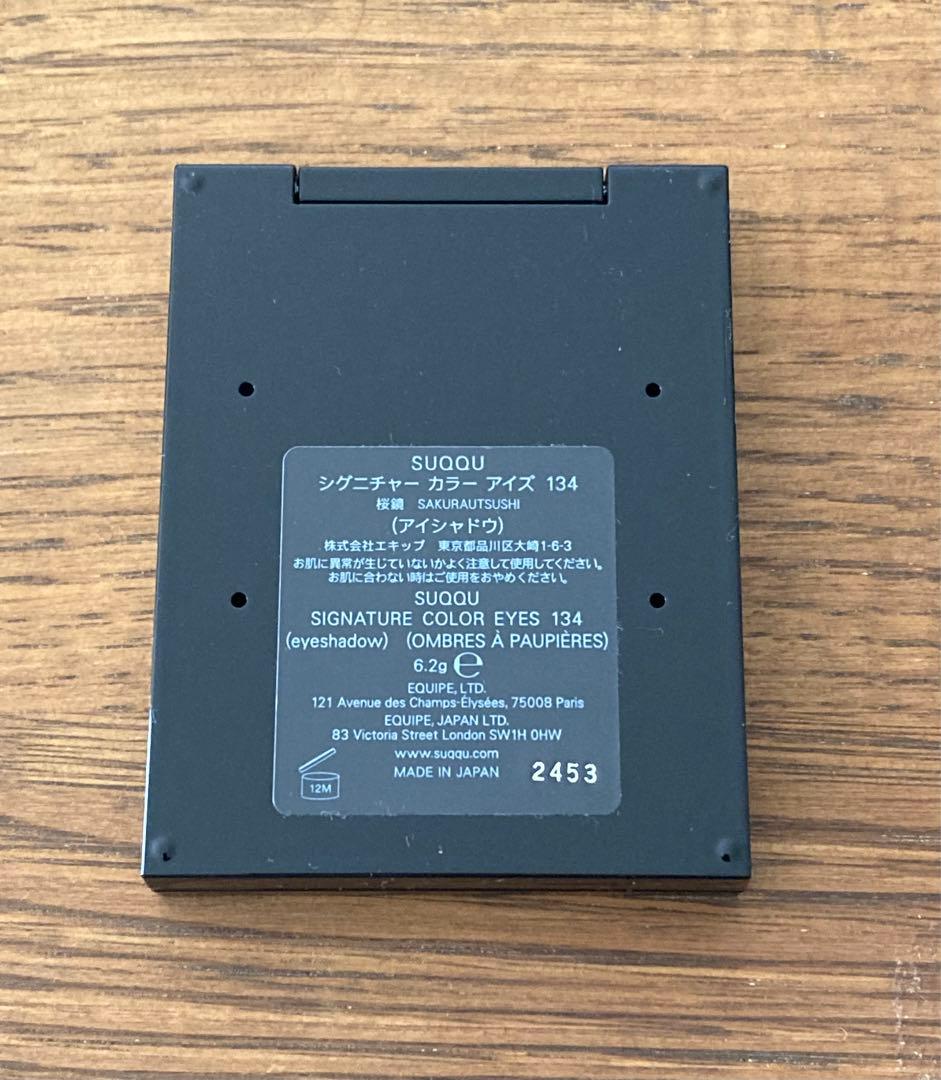 SUQQU
シグニチャー カラー アイズ 134
桜鏡 SAKURAUTSUSHI
(アイシャドウ)
株式会社エキップ 東京都品川区大崎1-6-3
お肌に異常が生じていないかよく注意して使用してください。
お肌に合わない時はご使用をおやめください。
SUQQU
SIGNATURE COLOR EYES 134
(eyeshadow) (OMBRES À PAUPIÈRES)
6.2g ℮
EQUIPE, LTD.
121 Avenue des Champs-Élysées, 75008 Paris
EQUIPE, JAPAN LTD.
83 Victoria Street London SW1H 0HW
www.suqqu.com
MADE IN JAPAN 2453
12M